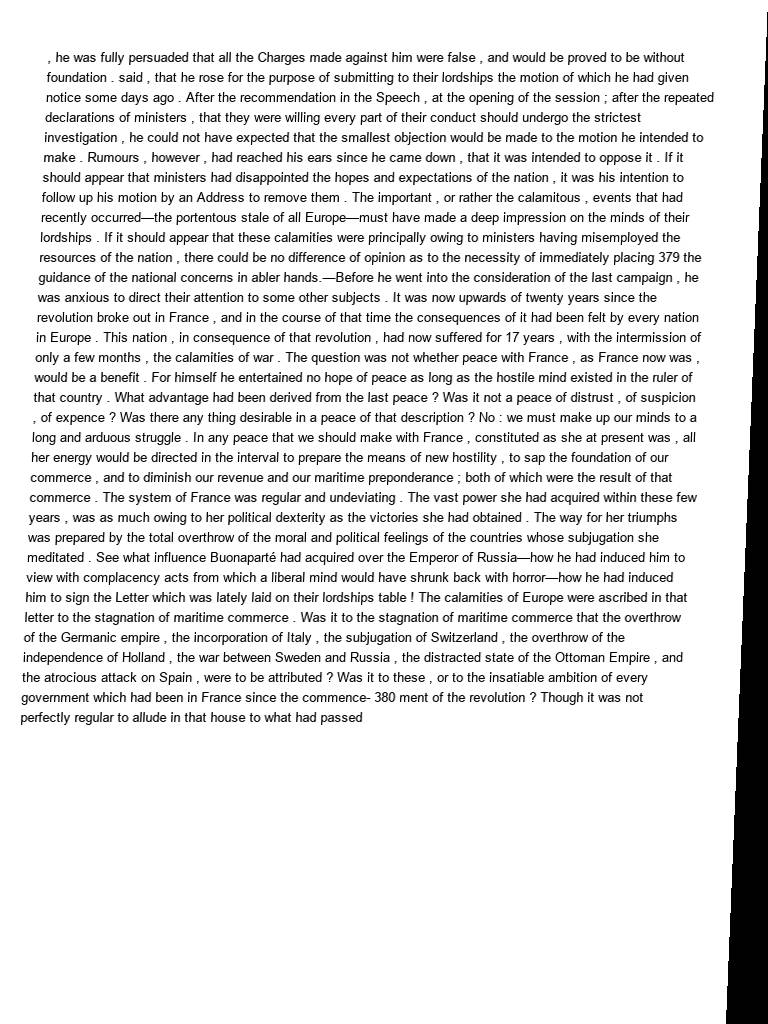 , he was fully persuaded that all the Charges made against him were false , and would be proved to be without
foundation . said , that he rose for the purpose of submitting to their lordships the motion of which he had given
notice some days ago . After the recommendation in the Speech , at the opening of the session ; after the repeated
declarations of ministers , that they were willing every part of their conduct should undergo the strictest
investigation , he could not have expected that the smallest objection would be made to the motion he intended to
make . Rumours , however , had reached his ears since he came down , that it was intended to oppose it . If it
should appear that ministers had disappointed the hopes and expectations of the nation , it was his intention to
follow up his motion by an Address to remove them . The important , or rather the calamitous , events that had
recently occurred—the portentous stale of all Europe—must have made a deep impression on the minds of their
lordships . If it should appear that these calamities were principally owing to ministers having misemployed the
resources of the nation , there could be no difference of opinion as to the necessity of immediately placing 379 the
guidance of the national concerns in abler hands.—Before he went into the consideration of the last campaign , he
was anxious to direct their attention to some other subjects . It was now upwards of twenty years since the
revolution broke out in France , and in the course of that time the consequences of it had been felt by every nation
in Europe . This nation , in consequence of that revolution , had now suffered for 17 years , with the intermission of
only a few months , the calamities of war . The question was not whether peace with France , as France now was ,
would be a benefit . For himself he entertained no hope of peace as long as the hostile mind existed in the ruler of
that country . What advantage had been derived from the last peace ? Was it not a peace of distrust , of suspicion
, of expence ? Was there any thing desirable in a peace of that description ? No : we must make up our minds to a
long and arduous struggle . In any peace that we should make with France , constituted as she at present was , all
her energy would be directed in the interval to prepare the means of new hostility , to sap the foundation of our
commerce , and to diminish our revenue and our maritime preponderance ; both of which were the result of that
commerce . The system of France was regular and undeviating . The vast power she had acquired within these few
years , was as much owing to her political dexterity as the victories she had obtained . The way for her triumphs
was prepared by the total overthrow of the moral and political feelings of the countries whose subjugation she
meditated . See what influence Buonaparté had acquired over the Emperor of Russia—how he had induced him to
view with complacency acts from which a liberal mind would have shrunk back with horror—how he had induced
him to sign the Letter which was lately laid on their lordships table ! The calamities of Europe were ascribed in that
letter to the stagnation of maritime commerce . Was it to the stagnation of maritime commerce that the overthrow
of the Germanic empire , the incorporation of Italy , the subjugation of Switzerland , the overthrow of the
independence of Holland , the war between Sweden and Russia , the distracted state of the Ottoman Empire , and
the atrocious attack on Spain , were to be attributed ? Was it to these , or to the insatiable ambition of every
government which had been in France since the commence- 380 ment of the revolution ? Though it was not
perfectly regular to allude in that house to what had passed